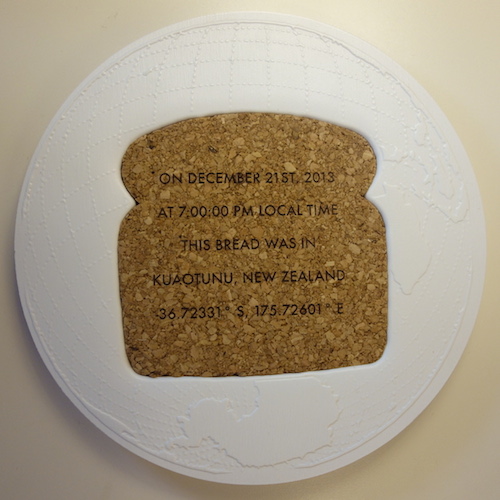 ON DECEMBER 21ST, 2013
AT 7:00:00 PM LOCAL TIME
THIS BREAD WAS IN
KUAOTUNU, NEW ZEALAND
-36.72331° S, 175.72601° E